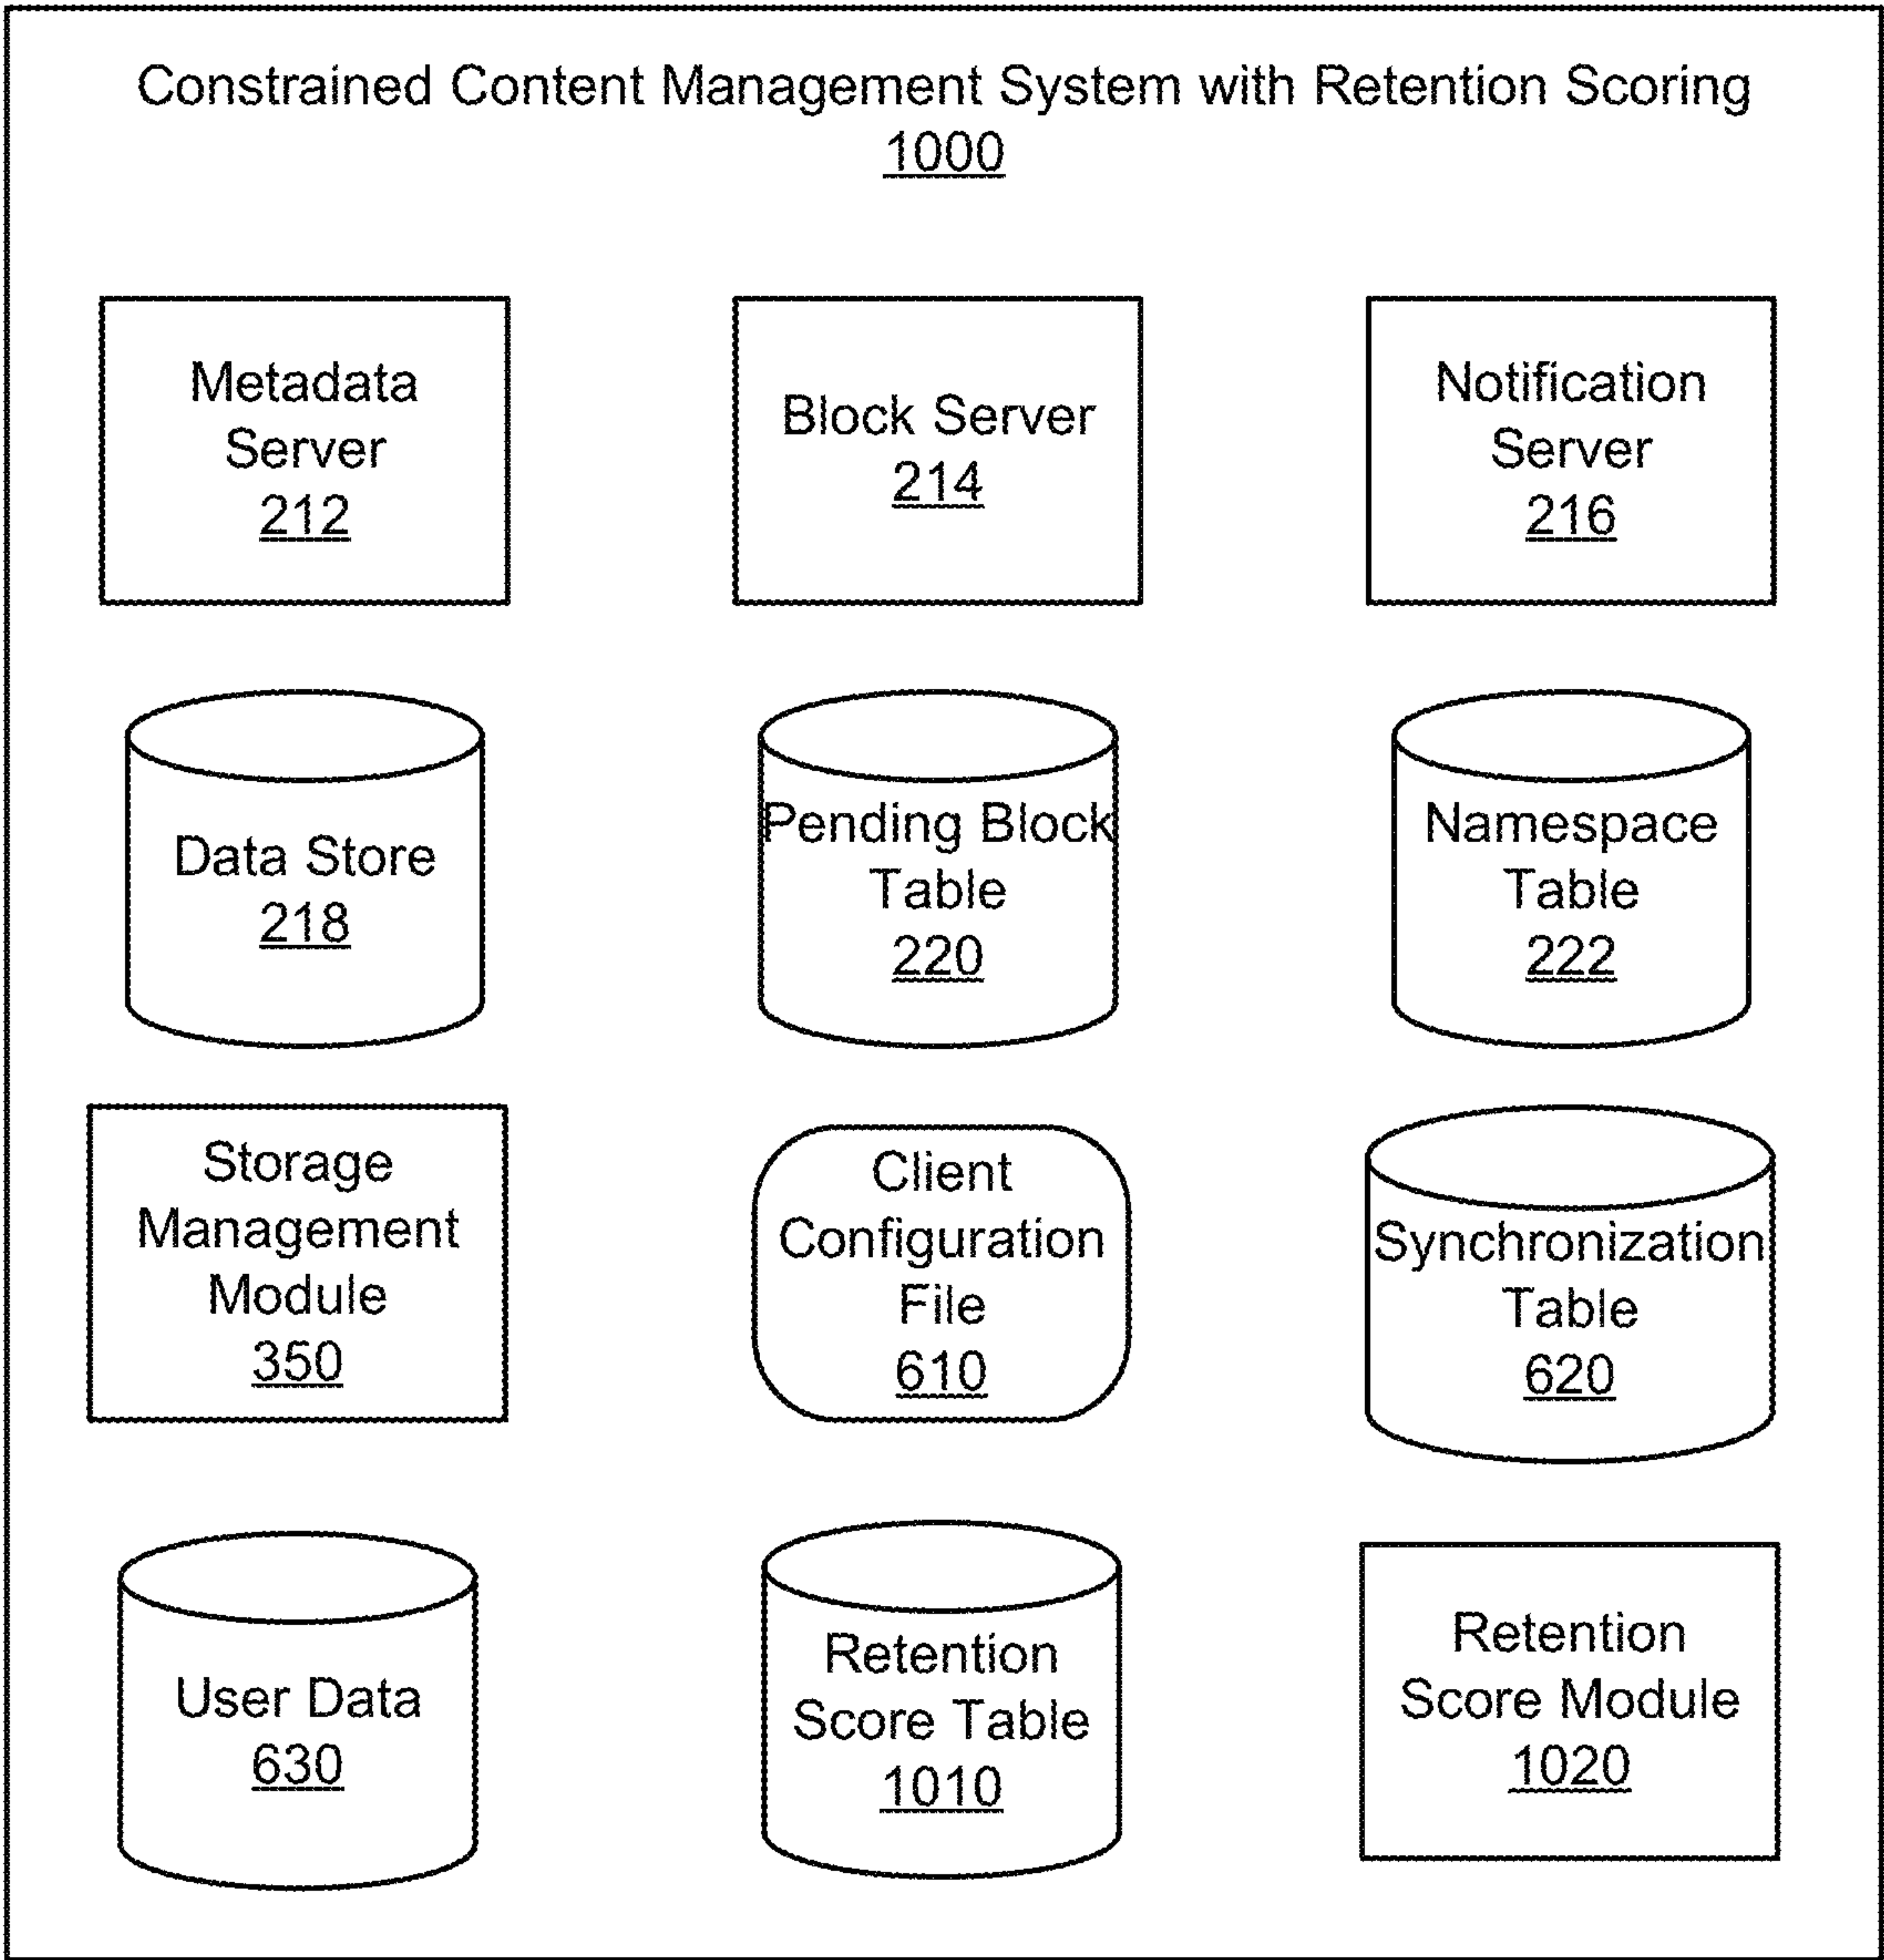 Constrained Content Management System with Retention Scoring
1000
Metadata
Server
212
Block Server
214
Notification
Server
216
Data Store
218
Pending Block
Table
220
Namespace
Table
222
Storage
Management
Module
350
Client
Configuration
File
610
Synchronization
Table
620
User Data
630
Retention
Score Table
1010
Retention
Score Module
1020